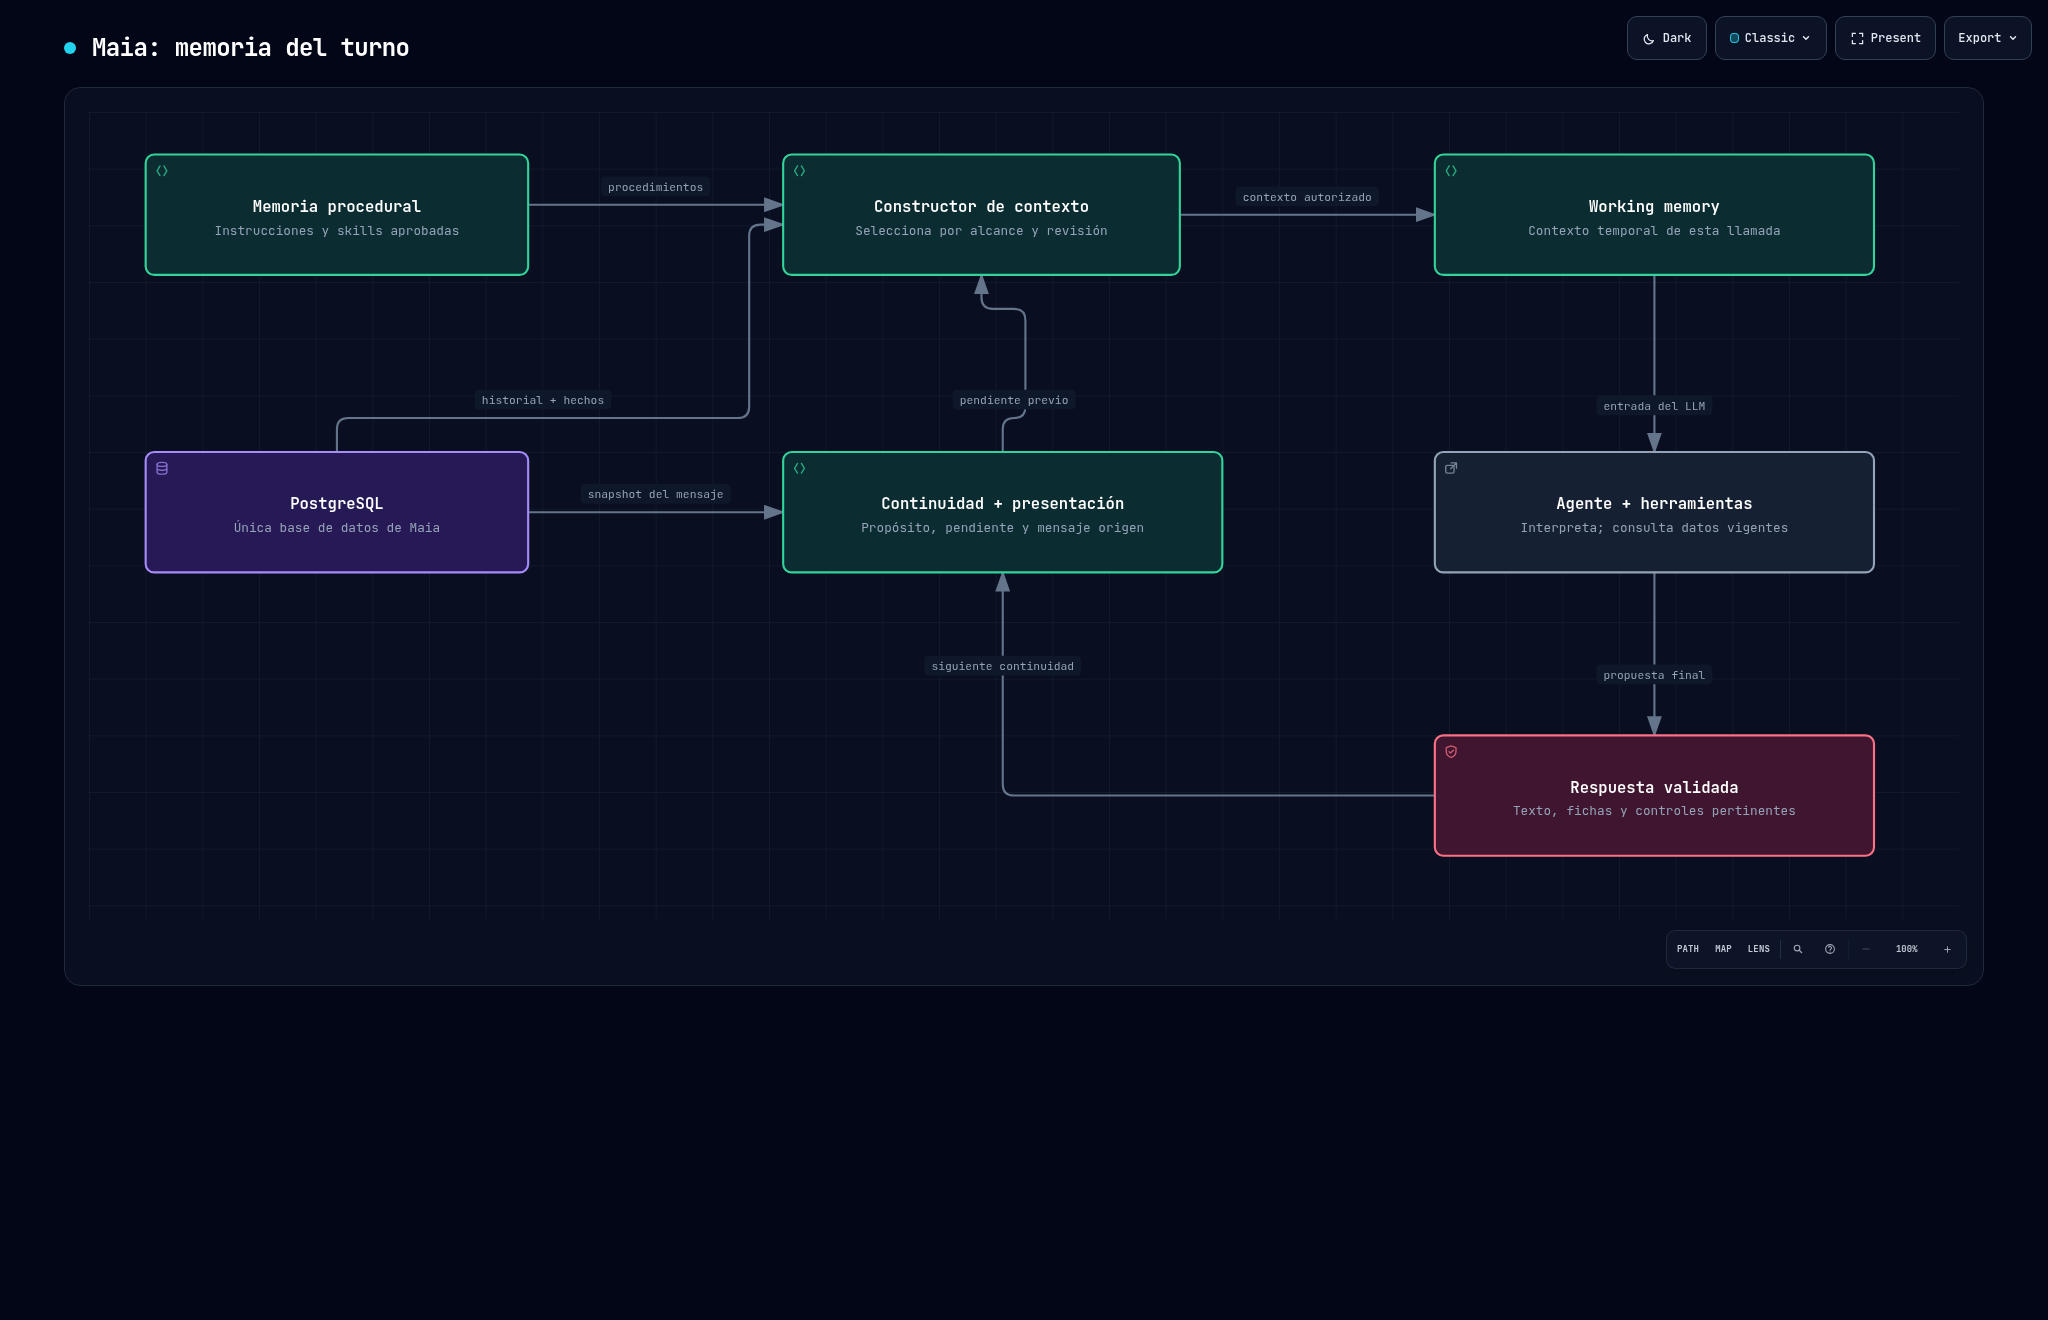 Maia: memoria del turno
Dark
Classic
Present
Export
Memoria procedural
Instrucciones y skills aprobadas
procedimientos
Constructor de contexto
Selecciona por alcance y revisión
contexto autorizado
Working memory
Contexto temporal de esta llamada
historial + hechos
pendiente previo
entrada del LLM
PostgreSQL
Única base de datos de Maia
snapshot del mensaje
Continuidad + presentación
Propósito, pendiente y mensaje origen
Agente + herramientas
Interpreta; consulta datos vigentes
siguiente continuidad
propuesta final
Respuesta validada
Texto, fichas y controles pertinentes
PATH
MAP
LENS
100%